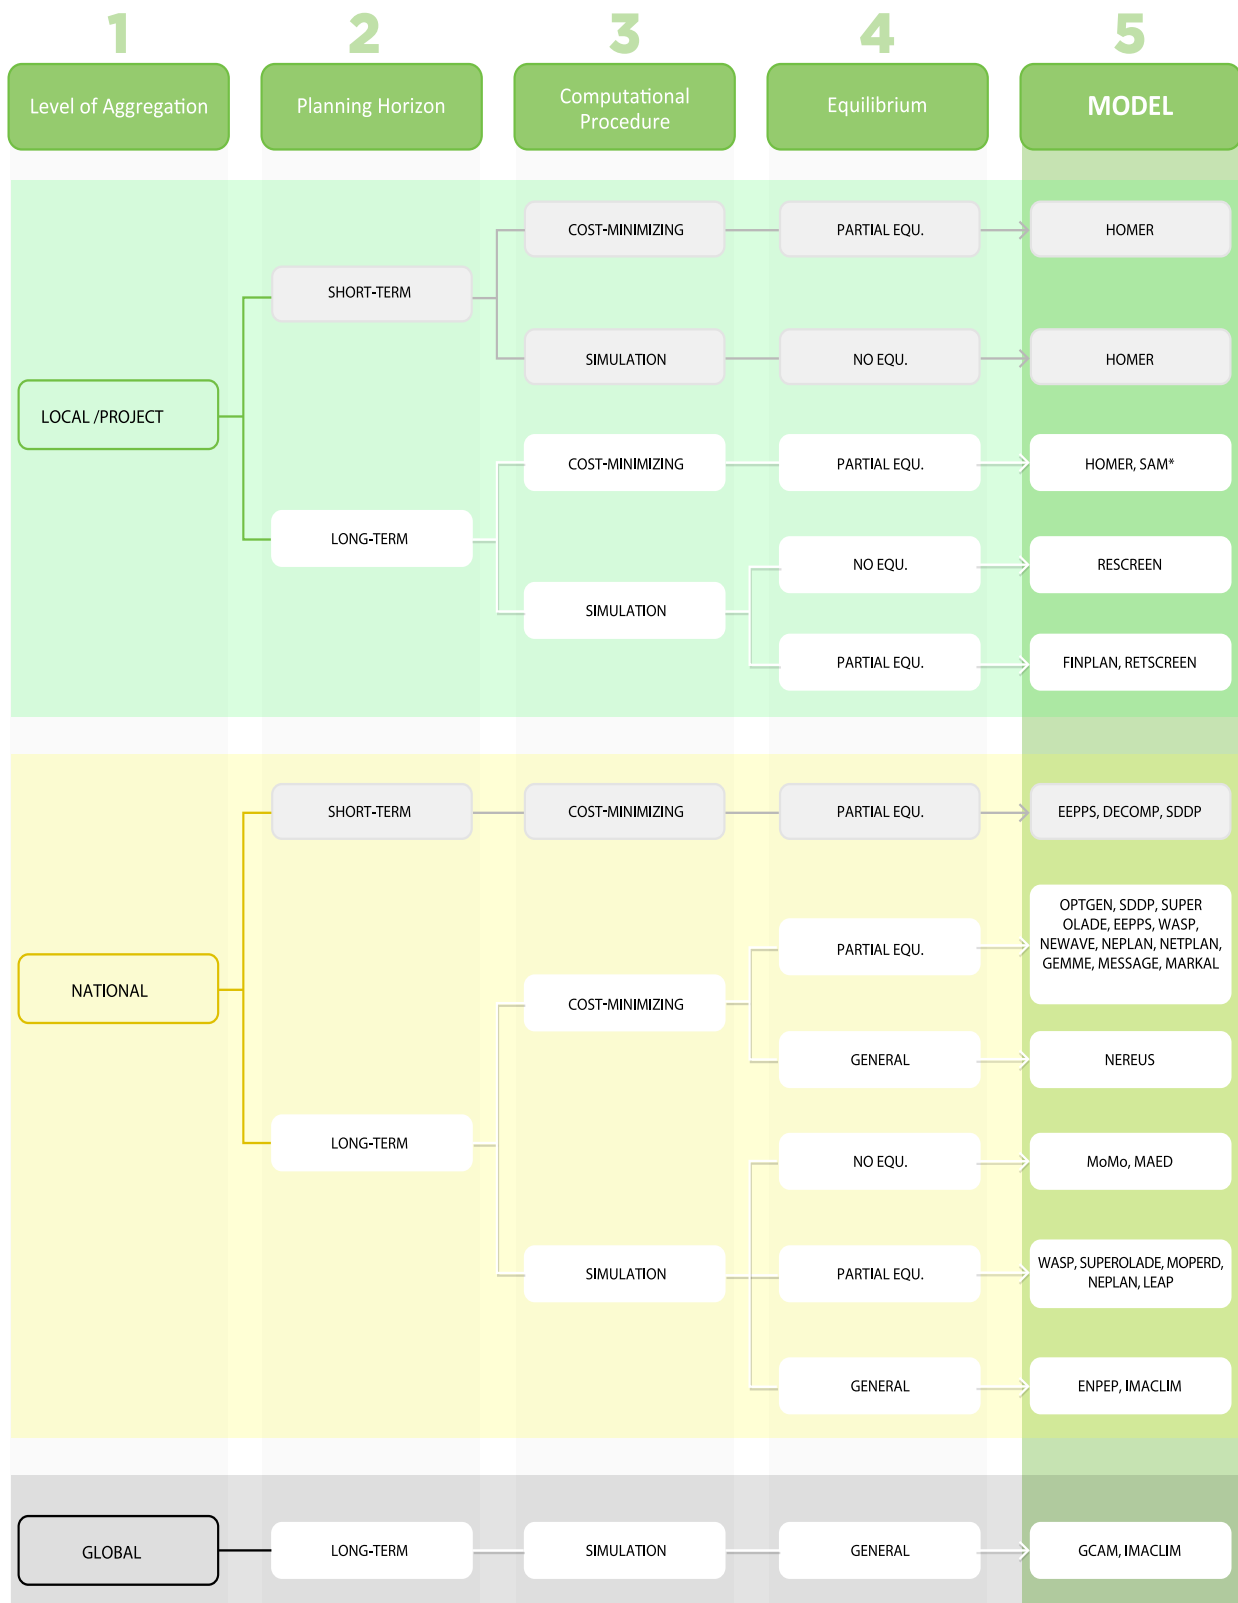 1
2
3
4
5
Level of Aggregation
Planning Horizon
Computational
Procedure
Equilibrium
MODEL
COST-MINIMIZING
PARTIAL EQU.
HOMER
SHORT-TERM
SIMULATION
NO EQU.
HOMER
LOCAL /PROJECT
COST-MINIMIZING
PARTIAL EQU.
HOMER, SAM*
LONG-TERM
NO EQU.
RESCREEN
SIMULATION
PARTIAL EQU.
FINPLAN, RETSCREEN
SHORT-TERM
COST-MINIMIZING
PARTIAL EQU.
EEPPS, DECOMP, SDDP
PARTIAL EQU.
OPTGEN, SDDP, SUPER
OLADE, EEPPS, WASP,
NEWAVE, NEPLAN, NETPLAN,
GEMME, MESSAGE, MARKAL
NATIONAL
COST-MINIMIZING
GENERAL
NEREUS
LONG-TERM
NO EQU.
MoMo, MAED
SIMULATION
PARTIAL EQU.
WASP, SUPEROLADE, MOPERD,
NEPLAN, LEAP
GENERAL
ENPEP, IMACLIM
GLOBAL
LONG-TERM
SIMULATION
GENERAL
GCAM, IMACLIM